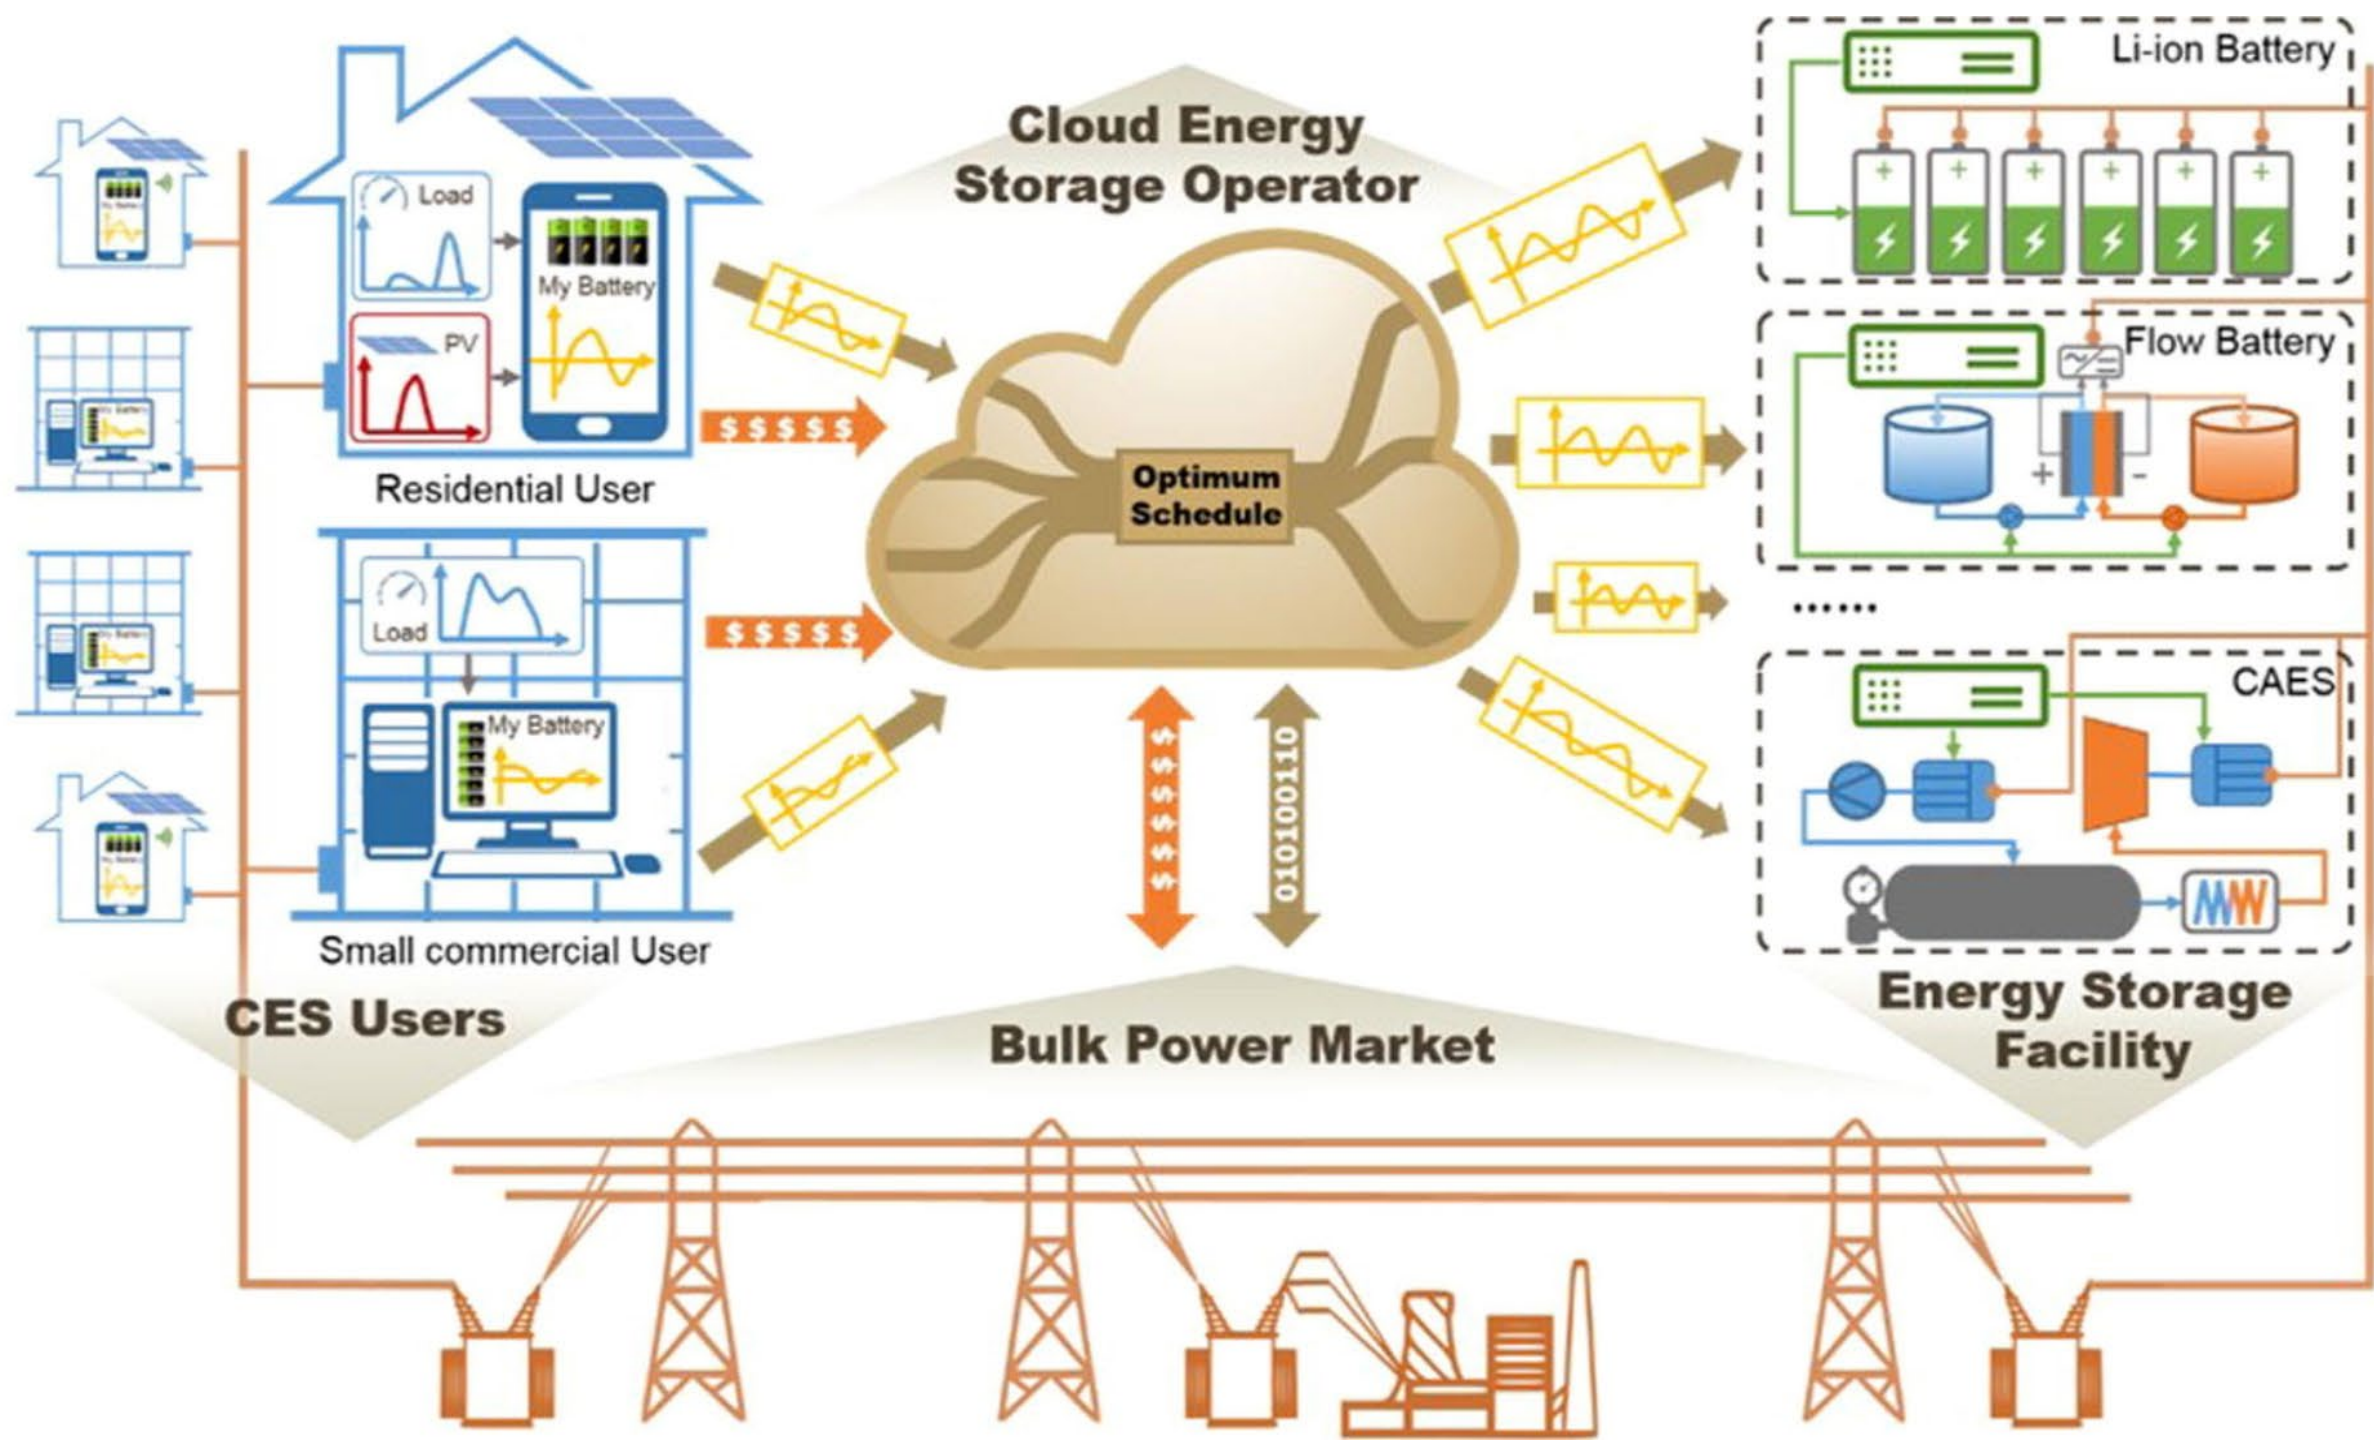 Cloud Energy
Storage Operator
Load
My Battery
PV
Residential User
$ $ $ $ $
Load
My Battery
Small commercial User
$ $ $ $ $
CES Users
Optimum
Schedule
$ $ $ $ $ $
010100110
Li-ion Battery
+ + + + + +
Flow Battery
+ -
......
CAES
Energy Storage
Facility
Bulk Power Market